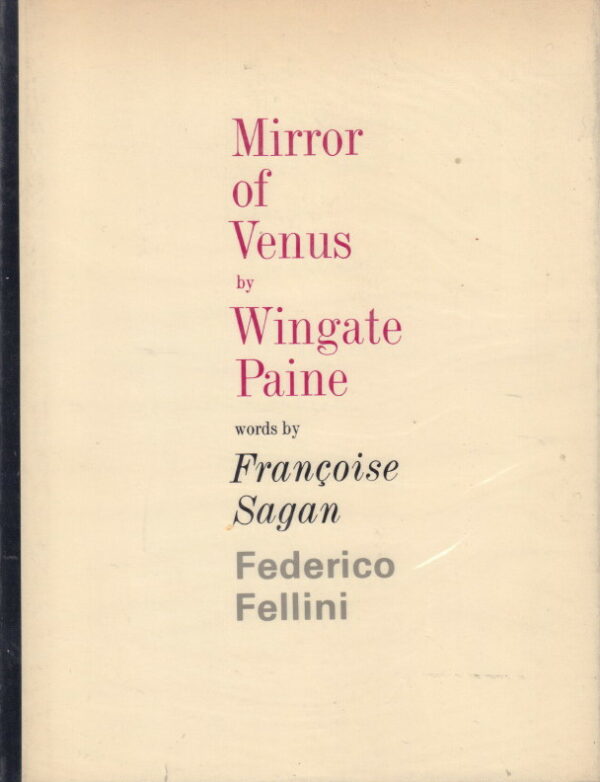 Mirror
of
Venus
by
Wingate
Paine
words by
Françoise
Sagan
Federico
Fellini